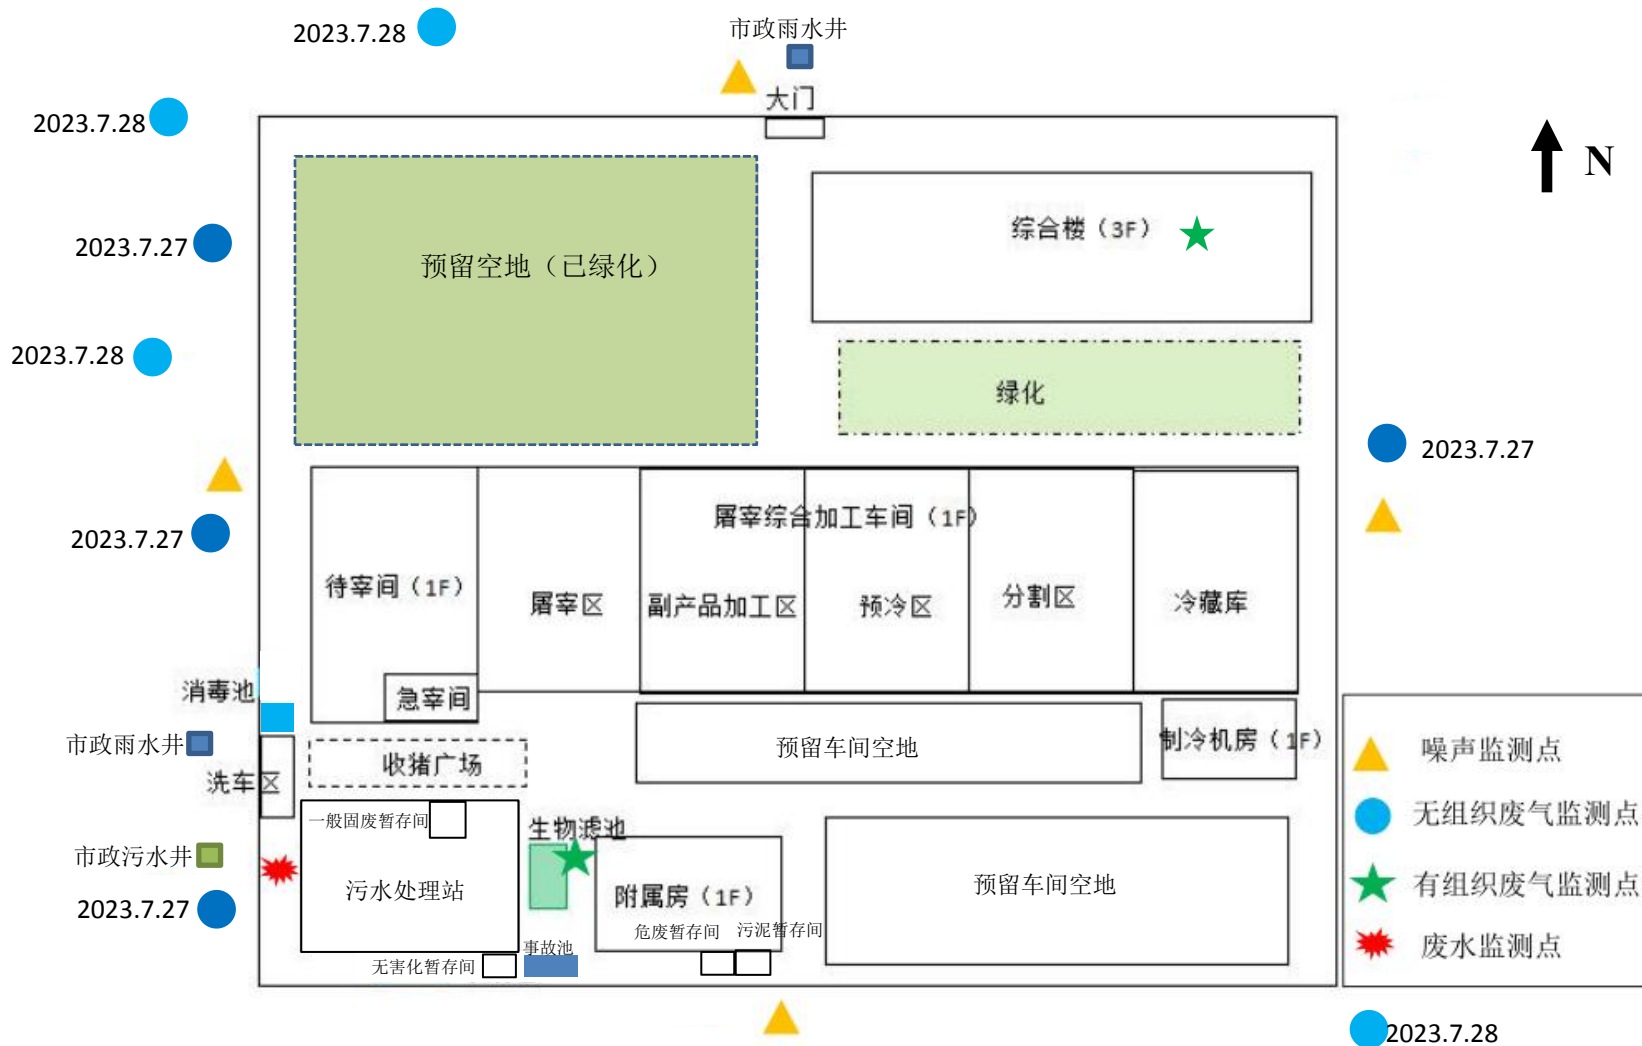 2023.7.28
市政雨水井
大门
2023.7.28
N
综合楼（3F）
2023.7.27
预留空地（已绿化）
2023.7.28
绿化
2023.7.27
屠宰综合加工车间（1F）
2023.7.27
待宰间（1F）
屠宰区
副产品加工区
预冷区
分割区
冷藏库
消毒池
急宰间
市政雨水井
收猪广场
预留车间空地
制冷机房（1F）
噪声监测点
洗车区
一般固废暂存间
生物滤池
无组织废气监测点
市政污水井
污水处理站
附属房（1F）
预留车间空地
有组织废气监测点
2023.7.27
危废暂存间
污泥暂存间
事故池
废水监测点
无害化暂存间
2023.7.28